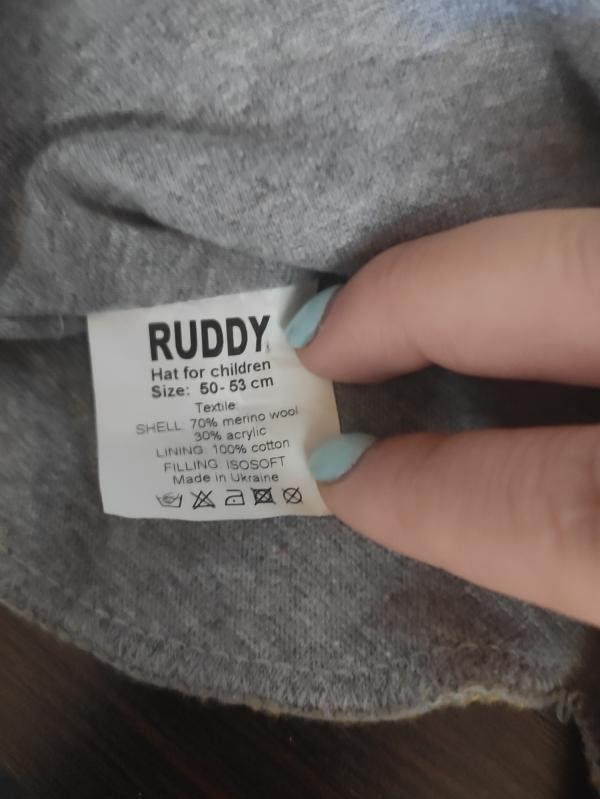 RUDDY
Hat for children
Size: 50-53 cm
Textile:
SHELL: 70% merino wool
30% acrylic
LINING: 100% cotton
FILLING: ISOSOFT
Made in Ukraine